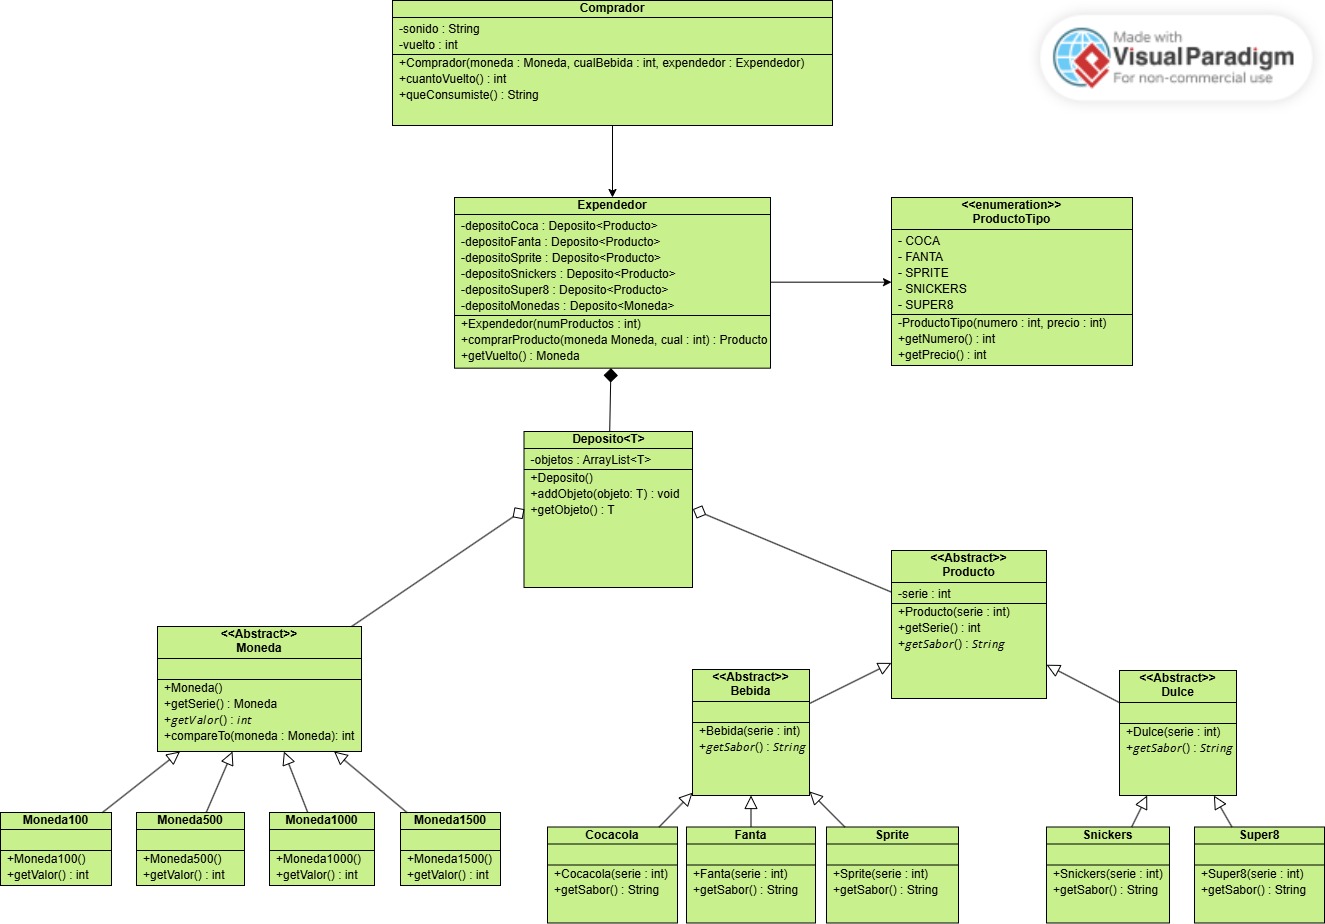 Comprador
-sonido : String
-vuelto : int
+Comprador(moneda : Moneda, cualBebida : int, expendedor : Expendedor)
+cuantoVuelto() : int
+queConsumiste() : String
Made with
Visual Paradigm
For non-commercial use
Expendedor
-depositoCoca : Deposito<Producto>
-depositoFanta : Deposito<Producto>
-depositoSprite : Deposito<Producto>
-depositoSnickers : Deposito<Producto>
-depositoSuper8 : Deposito<Producto>
-depositoMonedas : Deposito<Moneda>
+Expendedor(numProductos : int)
+comprarProducto(moneda Moneda, cual : int) : Producto
+getVuelto() : Moneda
<<enumeration>>
ProductoTipo
- COCA
- FANTA
- SPRITE
- SNICKERS
- SUPER8
-ProductoTipo(numero : int, precio : int)
+getNumero() : int
+getPrecio() : int
Deposito<T>
-objetos : ArrayList<T>
+Deposito()
+addObjeto(objeto: T) : void
+getObjeto() : T
<<Abstract>>
Producto
-serie : int
+Producto(serie : int)
+getSerie() : int
+getSabor() : String
<<Abstract>>
Moneda
+Moneda()
+getSerie() : Moneda
+getValor() : int
+compareTo(moneda : Moneda): int
<<Abstract>>
Bebida
+Bebida(serie : int)
+getSabor() : String
<<Abstract>>
Dulce
+Dulce(serie : int)
+getSabor() : String
Moneda100
+Moneda100()
+getValor() : int
Moneda500
+Moneda500()
+getValor() : int
Moneda1000
+Moneda1000()
+getValor() : int
Moneda1500
+Moneda1500()
+getValor() : int
Cocacola
+Cocacola(serie : int)
+getSabor() : String
Fanta
+Fanta(serie : int)
+getSabor() : String
Sprite
+Sprite(serie : int)
+getSabor() : String
Snickers
+Snickers(serie : int)
+getSabor() : String
Super8
+Super8(serie : int)
+getSabor() : String